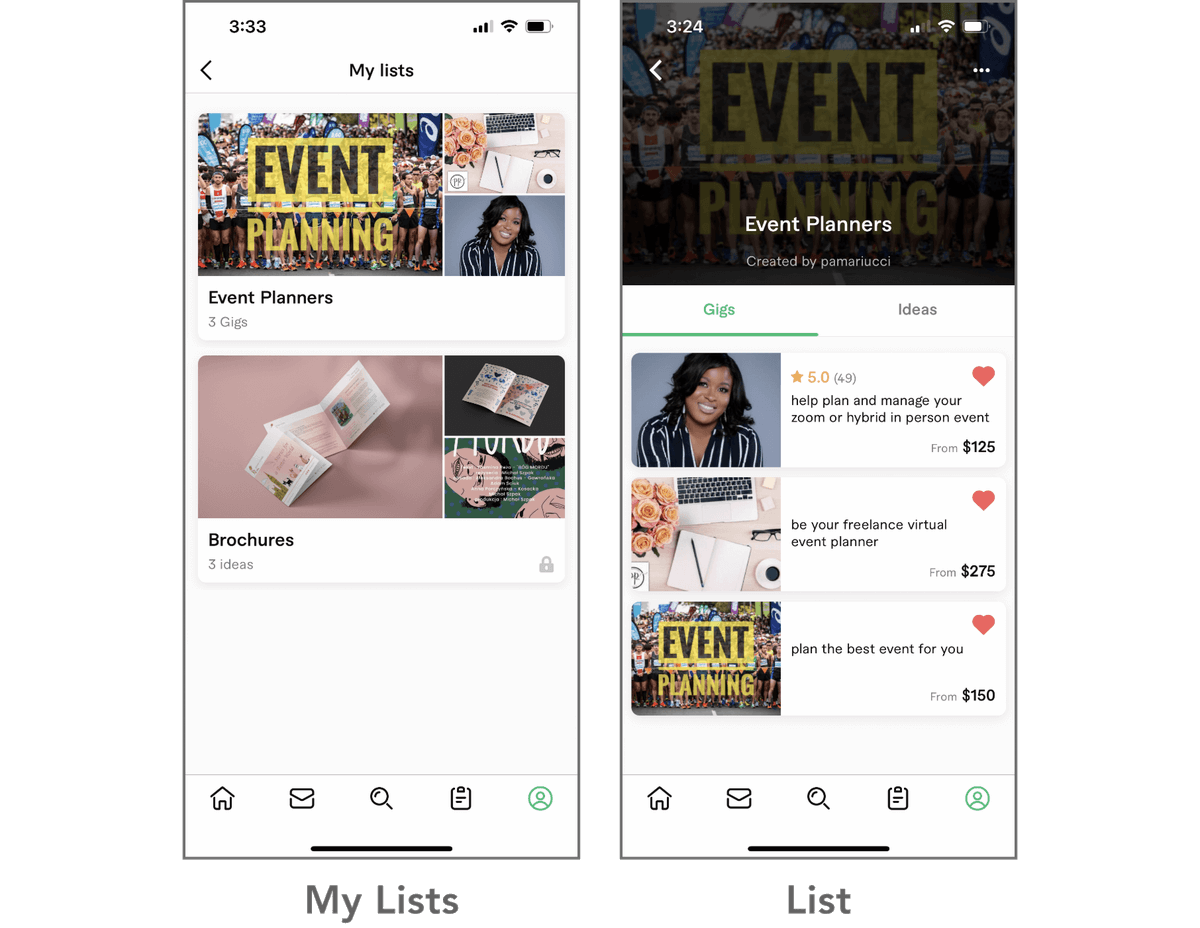 3:33
My lists
EVENT
PLANNING
PP
Event Planners
3 Gigs
Brochures
3 ideas
My Lists
3:24
EVENT
PLANNING
Event Planners
Created by pamariucci
Gigs
Ideas
5.0 (49)
help plan and manage your
zoom or hybrid in person event
From $125
be your freelance virtual
event planner
From $275
EVENT
PLANNING
plan the best event for you
From $150
List